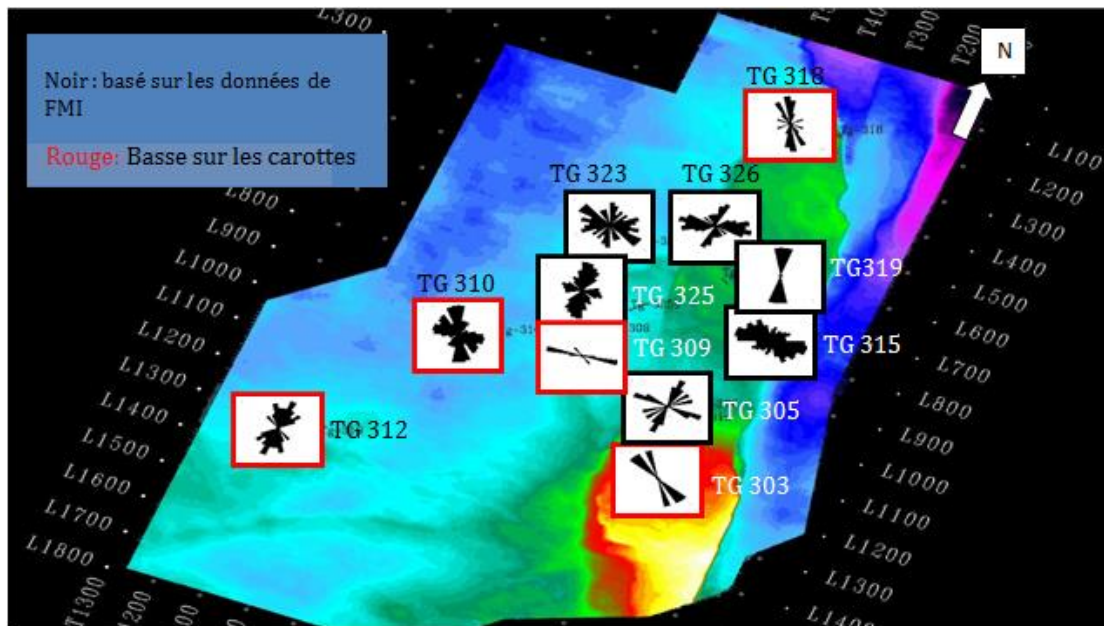 L300
T400
T300
T200
N
Noir : basé sur les données de
FMI
Rouge: Basse sur les carottes
TG 318
L100
L200
TG 323
TG 326
L800
L300
L900
L400
TG319
L1000
TG 310
TG 325
L500
L1100
L600
L1200
TG 309
TG 315
L700
L1300
L800
L1400
TG 312
TG 305
L900
L1500
L1000
L1600
TG 303
L1100
L1700
L1200
L1800
L1300
T1300
L1400